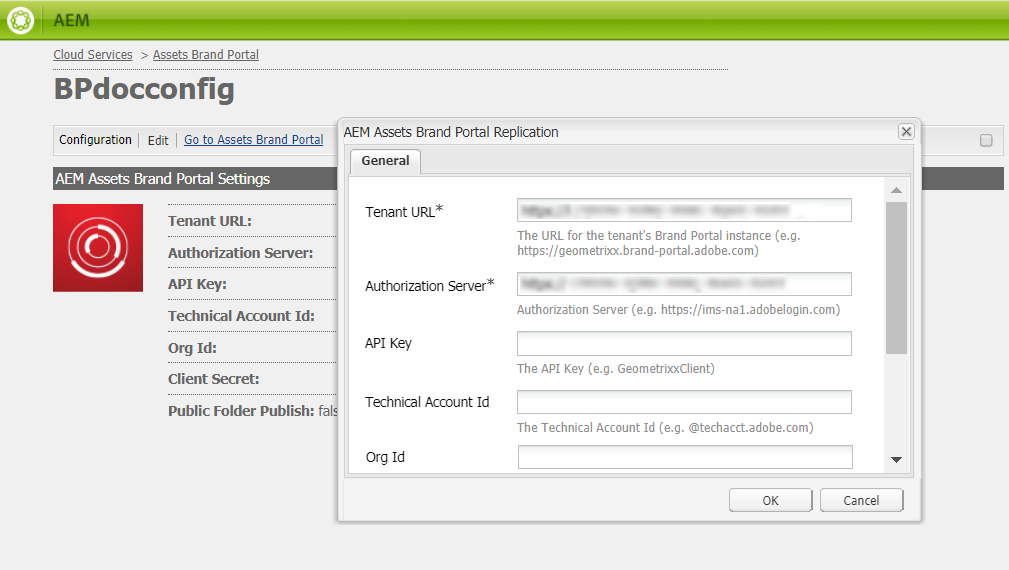 AEM
Cloud Services > Assets Brand Portal
BPdocconfig
Configuration Edit Go to Assets Brand Portal
AEM Assets Brand Portal Settings
Tenant URL:
Authorization Server:
API Key:
Technical Account Id:
Org Id:
Client Secret:
Public Folder Publish:
AEM Assets Brand Portal Replication
General
Tenant URL*
The URL for the tenant's Brand Portal instance (e.g.
https://geometrixx.brand-portal.adobe.com)
Authorization Server*
Authorization Server (e.g. https://ims-na1.adobelogin.com)
API Key
The API Key (e.g. GeometrixxClient)
Technical Account Id
The Technical Account Id (e.g. @techacct.adobe.com)
Org Id
OK Cancel